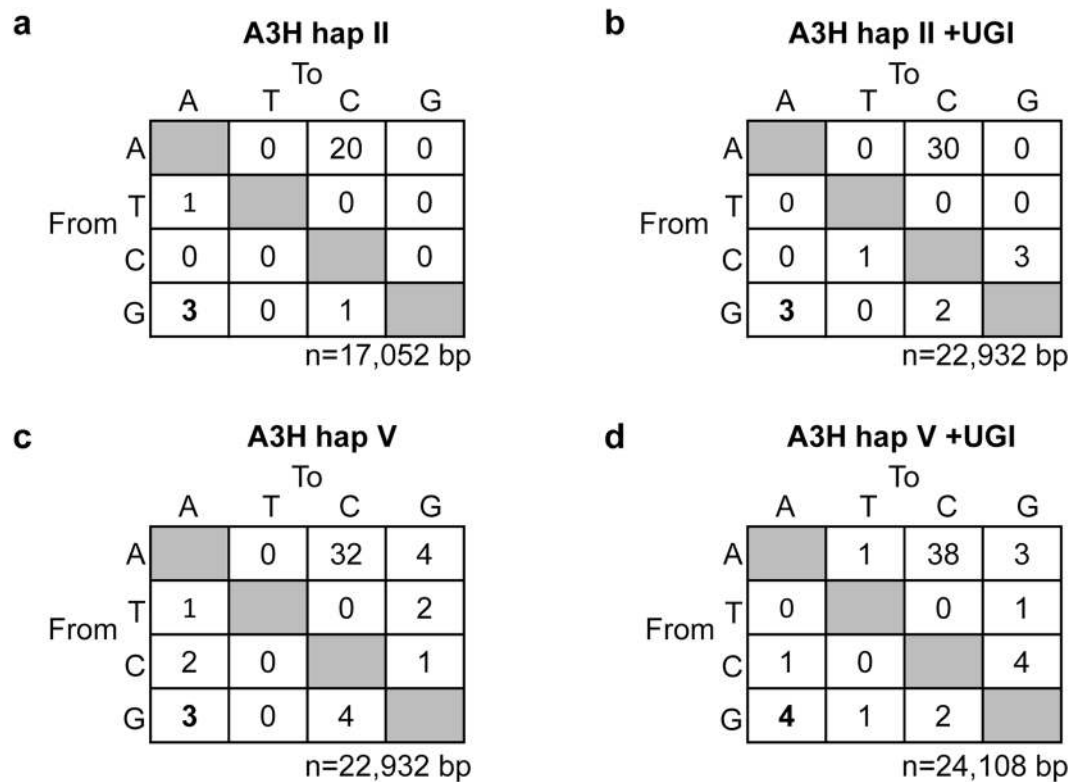 a
A3H hap II
To
A T C G
A 0 20 0
T 1 0 0
From
C 0 0 0
G 3 0 1
n=17,052 bp
b
A3H hap II +UGI
To
A T C G
A 0 30 0
T 0 0 0
From
C 0 1 3
G 3 0 2
n=22,932 bp
c
A3H hap V
To
A T C G
A 0 32 4
T 1 0 2
From
C 2 0 1
G 3 0 4
n=22,932 bp
d
A3H hap V +UGI
To
A T C G
A 1 38 3
T 0 0 1
From
C 1 0 4
G 4 1 2
n=24,108 bp